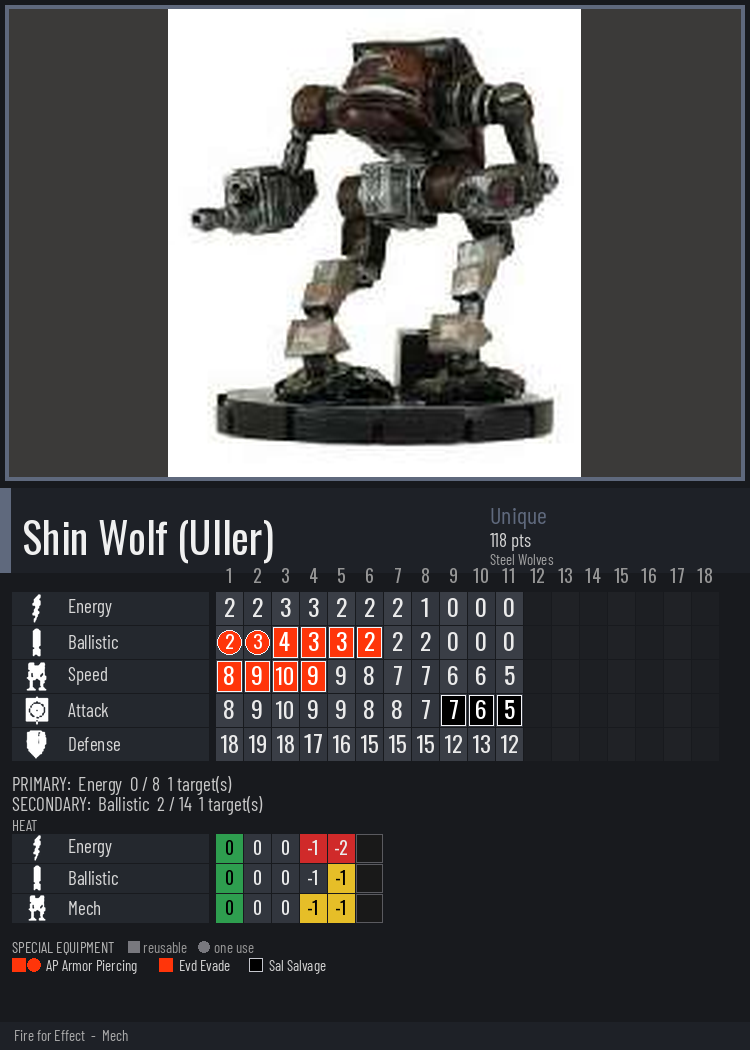 Shin Wolf (Uller)
Unique
118 pts
Steel Wolves
1 2 3 4 5 6 7 8 9 10 11 12 13 14 15 16 17 18
Energy 2 2 3 3 2 2 2 1 0 0 0
Ballistic 2 3 4 3 3 2 2 2 0 0 0
Speed 8 9 10 9 9 8 7 7 6 6 5
Attack 8 9 10 9 9 8 8 7 7 6 5
Defense 18 19 18 17 16 15 15 15 12 13 12
PRIMARY: Energy 0 / 8 1 target(s)
SECONDARY: Ballistic 2 / 14 1 target(s)
HEAT
Energy 0 0 0 -1 -2
Ballistic 0 0 0 -1 -1
Mech 0 0 0 -1 -1
SPECIAL EQUIPMENT reusable one use
AP Armor Piercing Evd Evade Sal Salvage
Fire for Effect - Mech